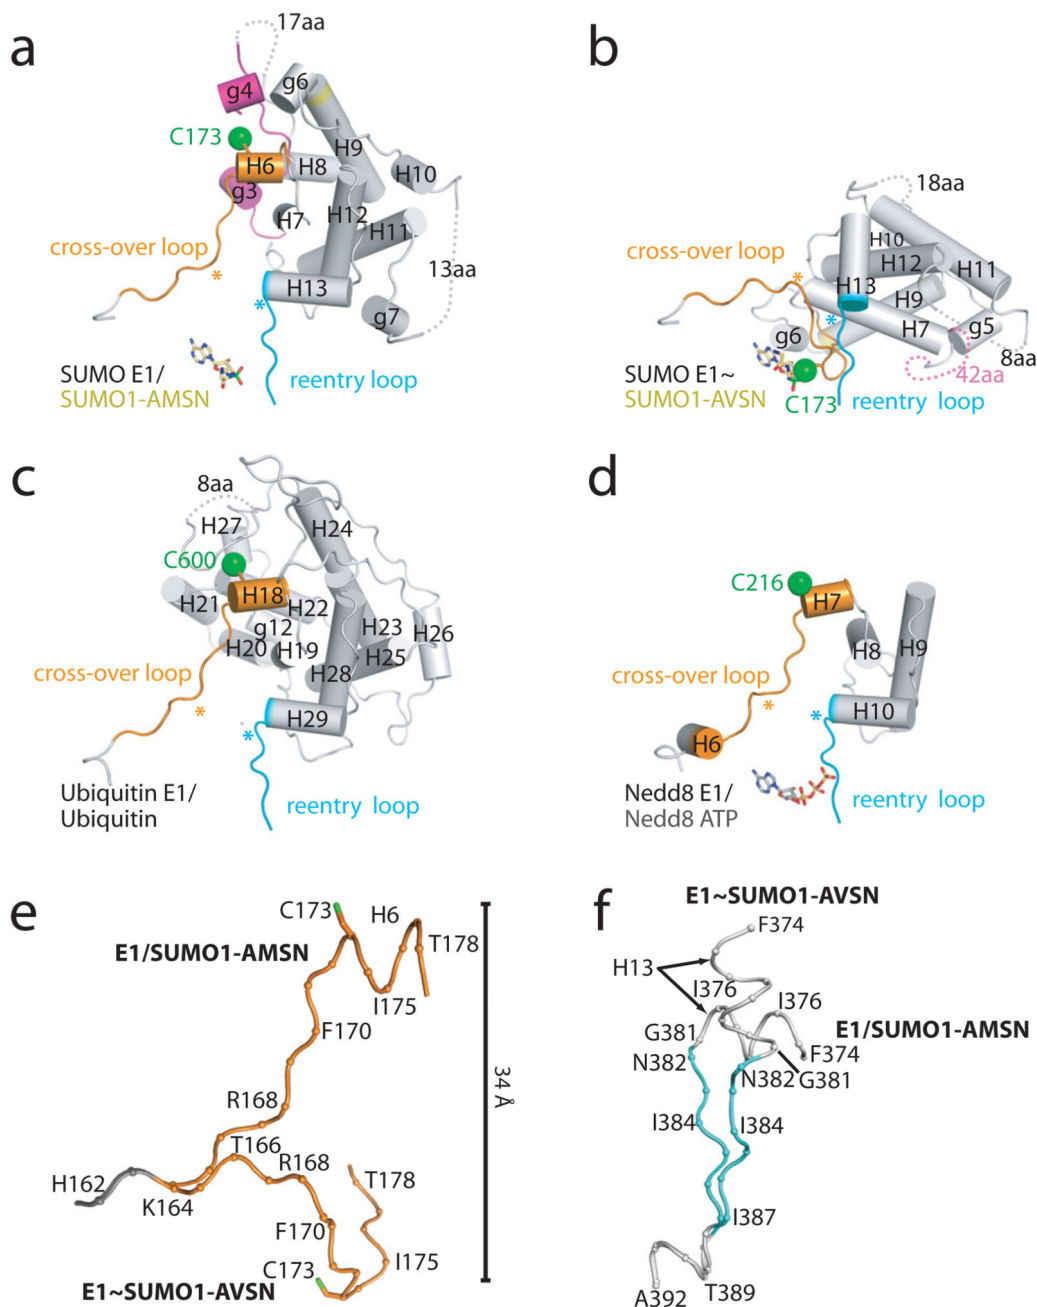 a
17aa
g4
g6
C173
H9
H6
H8
H10
g3
H7
H12
H11
cross-over loop
*
13aa
*
H13
g7
SUMO E1/
SUMO1-AMSN
reentry loop
b
18aa
cross-over loop
H10
*
H12
H11
H13
H9
*
H7
g5
g6
8aa
42aa
SUMO E1~
SUMO1-AVSN
C173
reentry loop
c
8aa
H27
H24
C600
H18
H21
H22
g12
H23
H26
H20
H19
H25
cross-over loop
H28
*
H29
*
Ubiquitin E1/
Ubiquitin
reentry loop
d
C216
H7
H8
H9
cross-over loop
*
*
H10
H6
Nedd8 E1/
Nedd8 ATP
reentry loop
e
C173
H6
E1/SUMO1-AMSN
T178
I175
F170
34 Å
R168
T166
R168
H162
T178
K164
F170
I175
C173
E1~SUMO1-AVSN
f
E1~SUMO1-AVSN
F374
H13
I376
I376
E1/SUMO1-AMSN
G381
F374
N382
N382
G381
I384
I384
I387
T389
A392